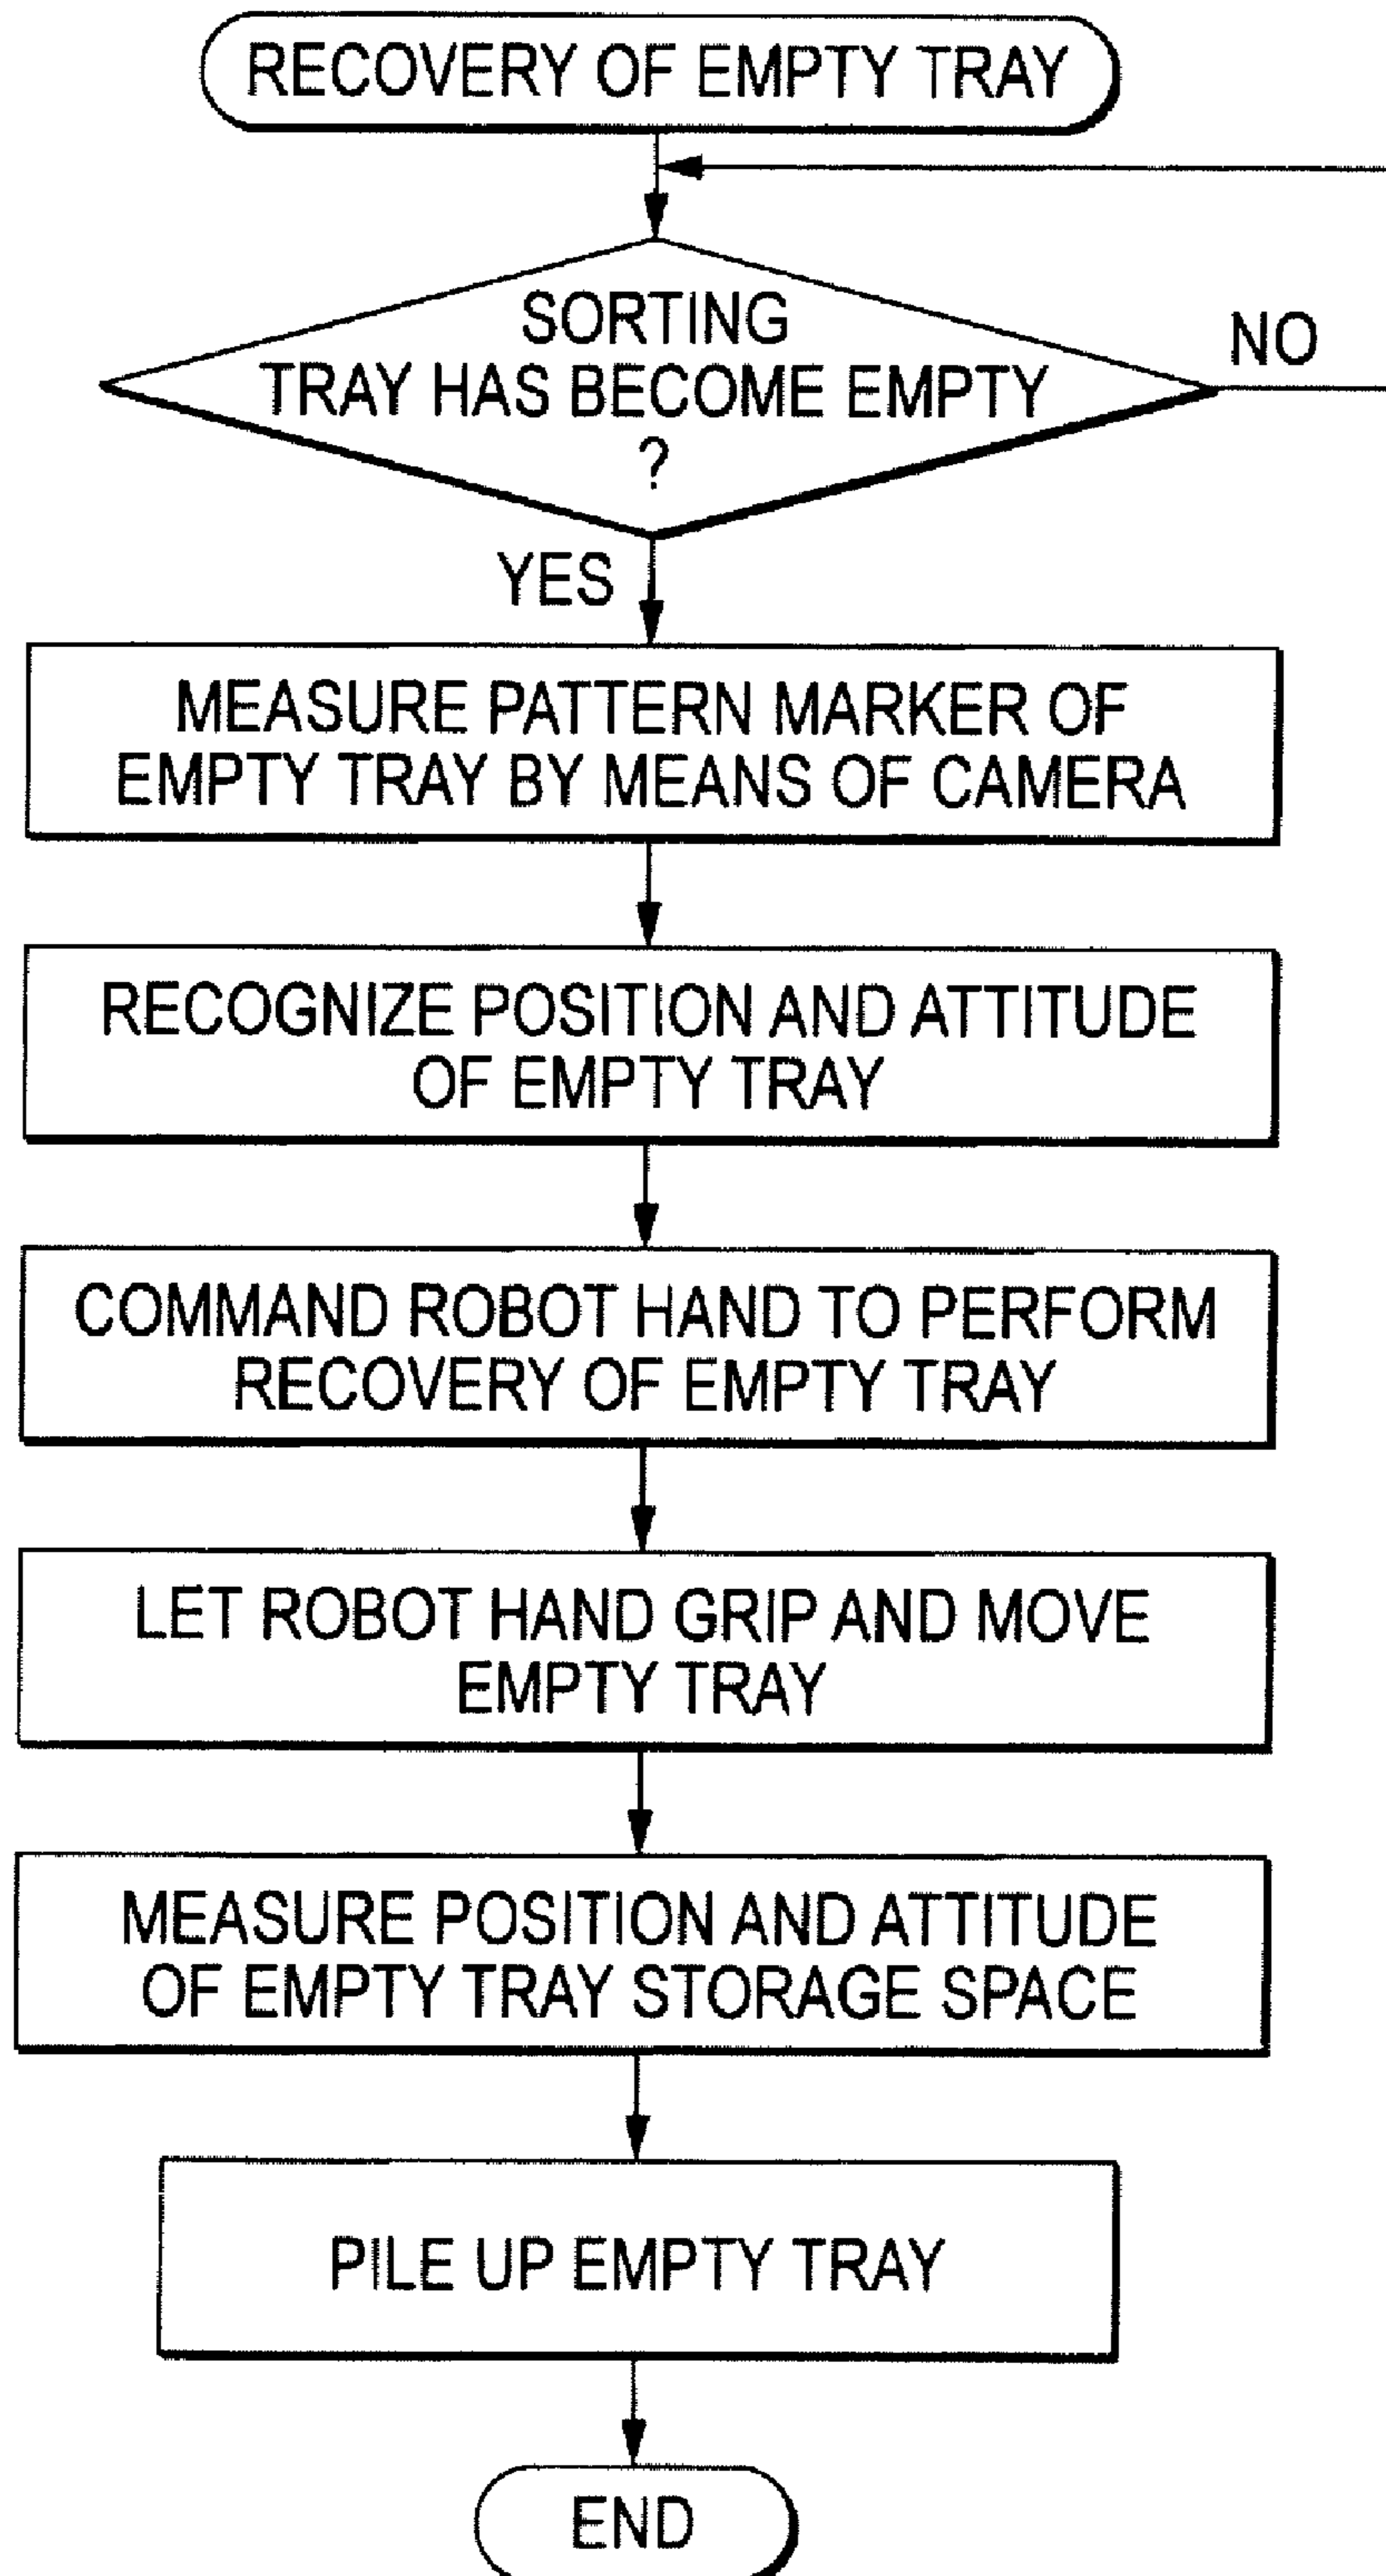 RECOVERY OF EMPTY TRAY
SORTING
TRAY HAS BECOME EMPTY
?
NO
YES
MEASURE PATTERN MARKER OF
EMPTY TRAY BY MEANS OF CAMERA
RECOGNIZE POSITION AND ATTITUDE
OF EMPTY TRAY
COMMAND ROBOT HAND TO PERFORM
RECOVERY OF EMPTY TRAY
LET ROBOT HAND GRIP AND MOVE
EMPTY TRAY
MEASURE POSITION AND ATTITUDE
OF EMPTY TRAY STORAGE SPACE
PILE UP EMPTY TRAY
END